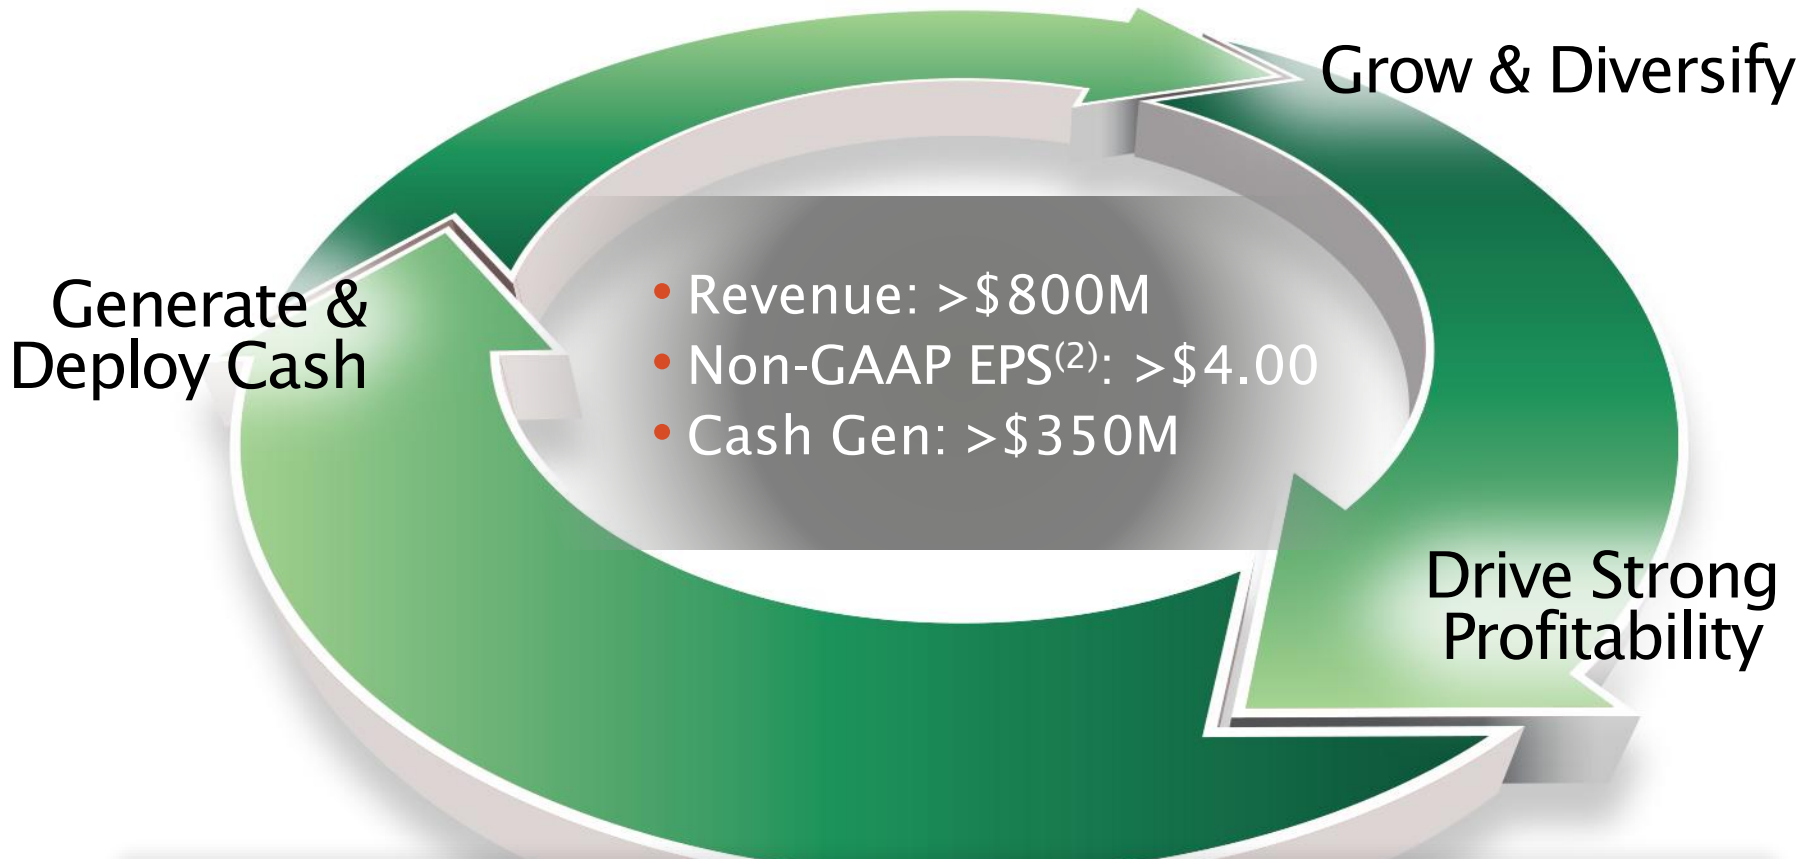 Grow & Diversify
Generate &
Deploy Cash
• Revenue: >$800M
• Non-GAAP EPS(2): >$4.00
• Cash Gen: >$350M
Drive Strong
Profitability